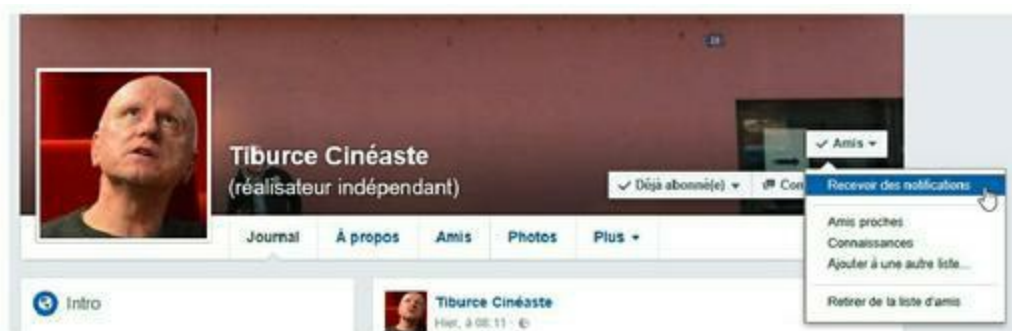 Tiburce Cinéaste
(réalisateur indépendant)
Amis
Déjà abonné(e)
Recevoir des notifications
Amis proches
Connaissances
Ajouter à une autre liste...
Retirer de la liste d'amis
Journal
À propos
Amis
Photos
Plus
Intro
Tiburce Cinéaste
Hier, à 08:11